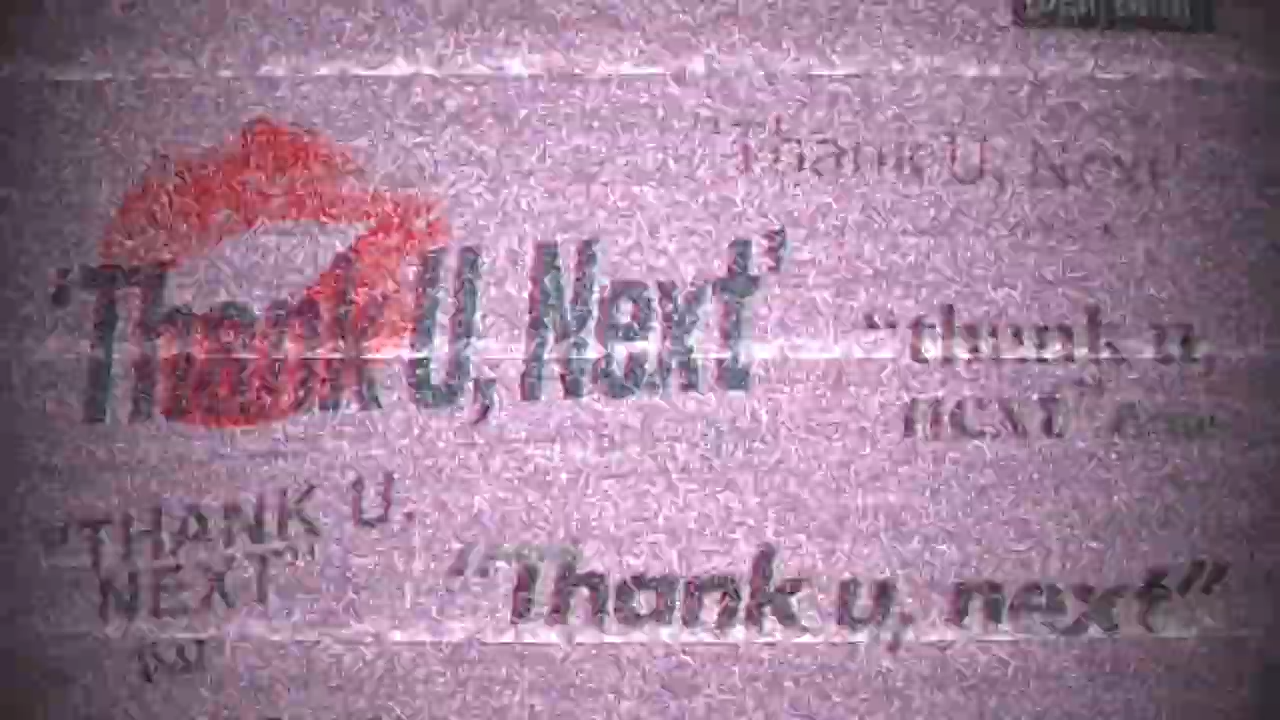 "Thank U, Next"
'Thank U, Next'
"thank u,
next"
"THANK U,
NEXT"
"Thank u, next"